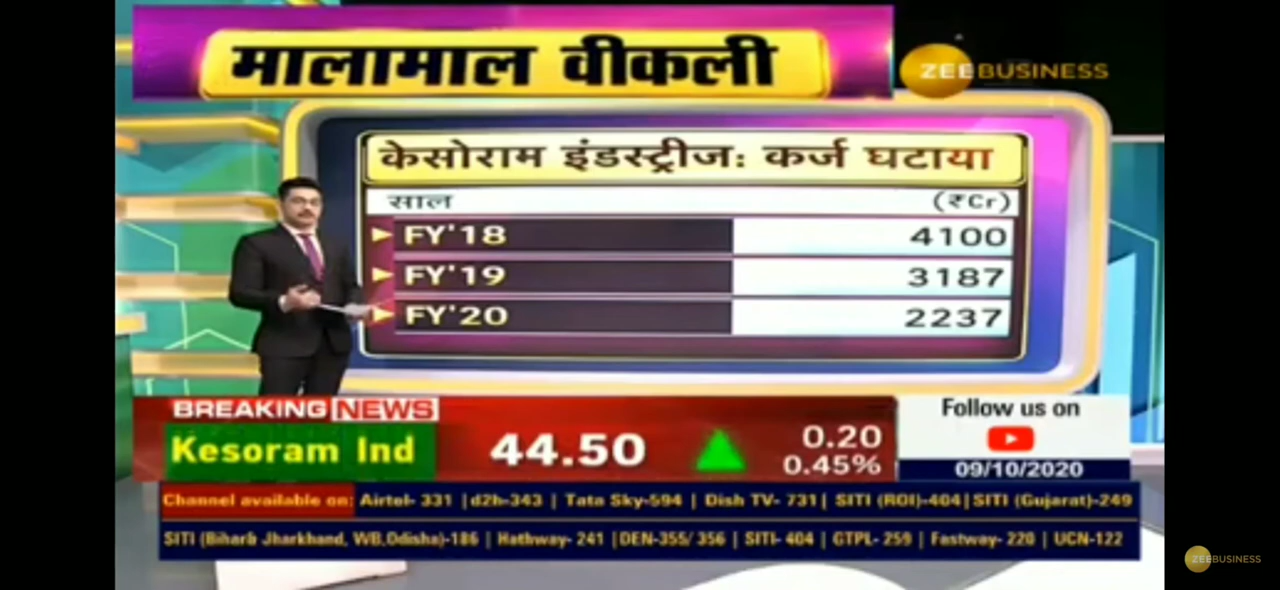 मालामाल वीकली
ZEEBUSINESS
केसोराम इंडस्ट्रीज: कर्ज घटाया
साल (₹Cr)
FY'18 4100
FY'19 3187
FY'20 2237
BREAKING NEWS
Kesoram Ind 44.50 0.20
0.45%
Follow us on
09/10/2020
Channel available on: Airtel- 331 | d2h-343 | Tata Sky-594 | Dish TV- 731 | SITI (ROI)-404 | SITI (Gujarat)-249
SITI (Bihar& Jharkhand, WB,Odisha)-186 | Hathway- 241 | DEN-355/ 356 | SITI- 404 | GTPL- 259 | Fastway- 220 | UCN-122
ZEEBUSINESS